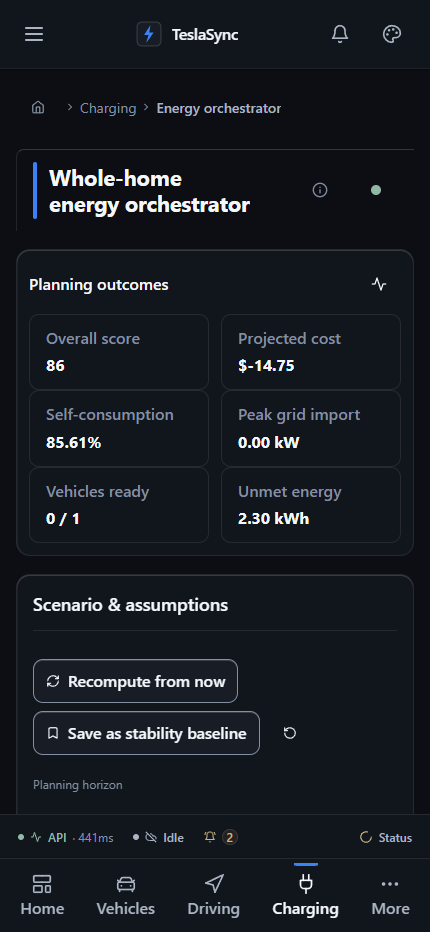 TeslaSync
Charging
Energy orchestrator
Whole-home
energy orchestrator
Planning outcomes
Overall score
86
Projected cost
$-14.75
Self-consumption
85.61%
Peak grid import
0.00 kW
Vehicles ready
0 / 1
Unmet energy
2.30 kWh
Scenario & assumptions
Recompute from now
Save as stability baseline
Planning horizon
API · 441ms
Idle
2
Status
Home
Vehicles
Driving
Charging
More